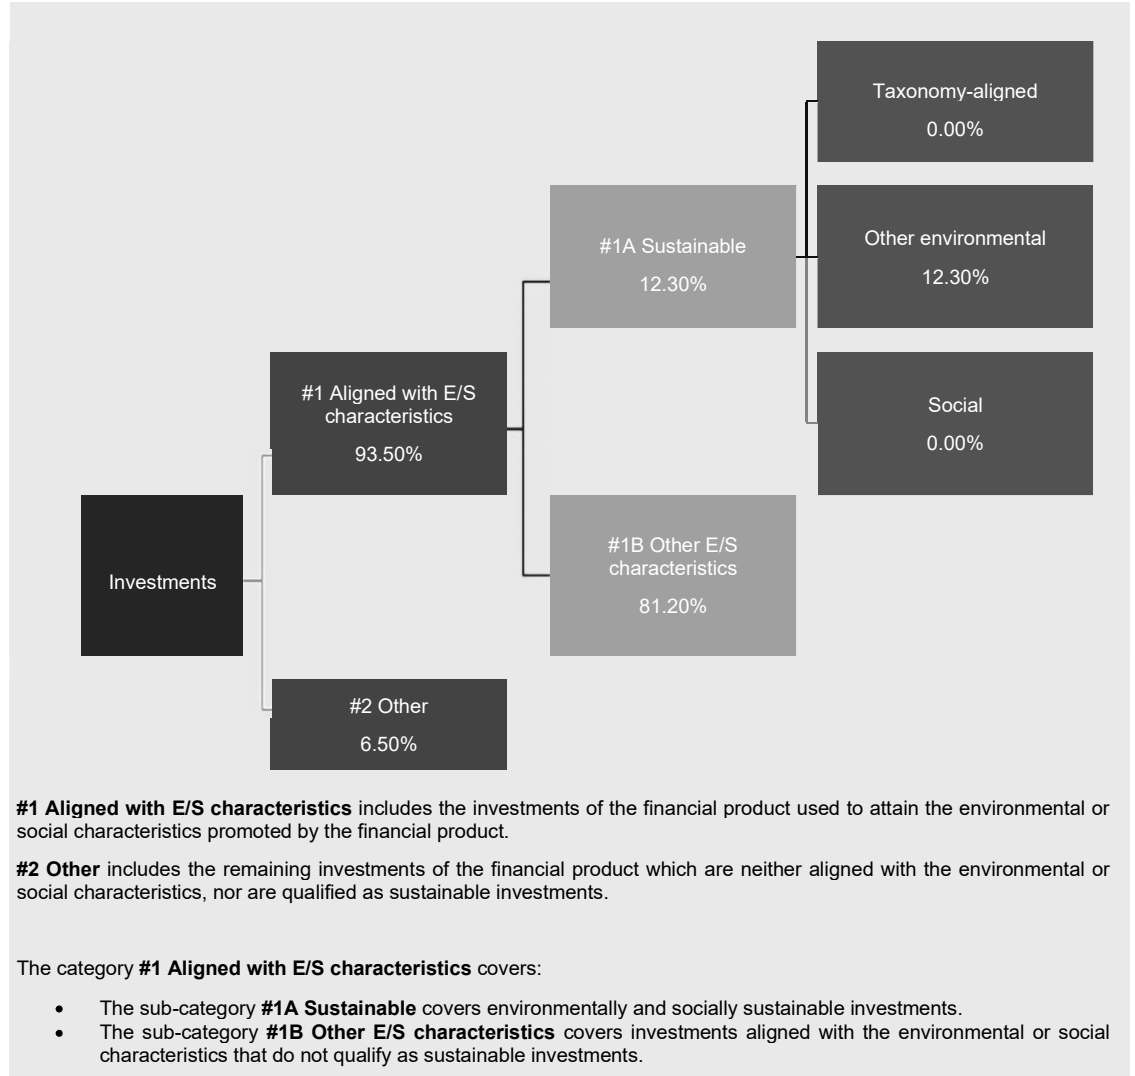 Taxonomy-aligned
0.00%
#1A Sustainable
12.30%
Other environmental
12.30%
#1 Aligned with E/S
characteristics
93.50%
Social
0.00%
Investments
#1B Other E/S
characteristics
81.20%
#2 Other
6.50%
#1 Aligned with E/S characteristics includes the investments of the financial product used to attain the environmental or
social characteristics promoted by the financial product.
#2 Other includes the remaining investments of the financial product which are neither aligned with the environmental or
social characteristics, nor are qualified as sustainable investments.
The category #1 Aligned with E/S characteristics covers:
• The sub-category #1A Sustainable covers environmentally and socially sustainable investments.
• The sub-category #1B Other E/S characteristics covers investments aligned with the environmental or social
characteristics that do not qualify as sustainable investments.